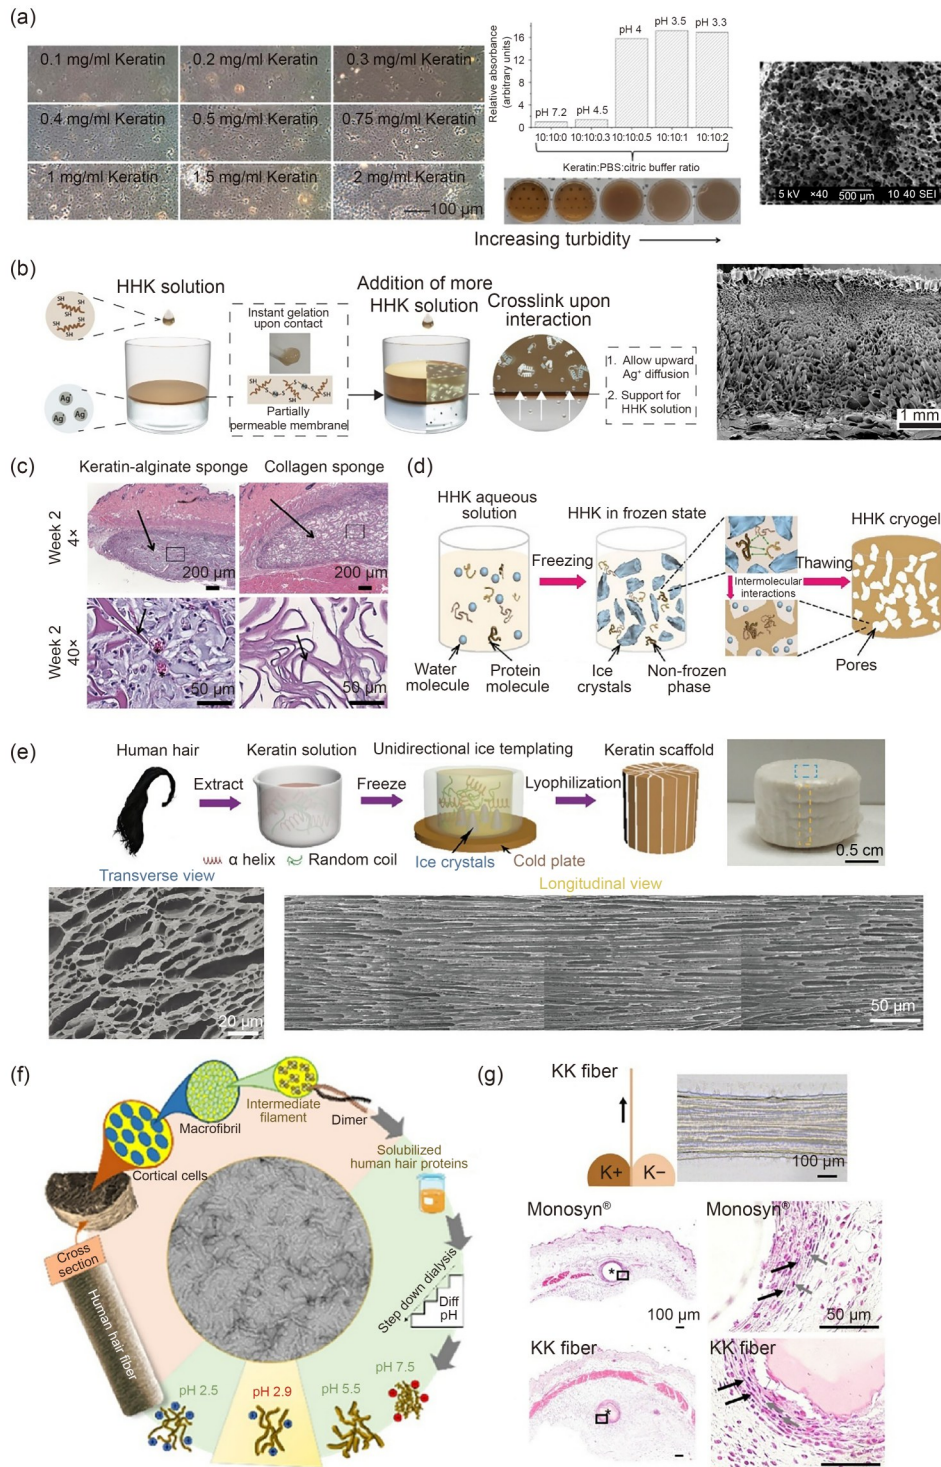 (a)
0.1 mg/ml Keratin
0.2 mg/ml Keratin
0.3 mg/ml Keratin
0.4 mg/ml Keratin
0.5 mg/ml Keratin
0.75 mg/ml Keratin
1 mg/ml Keratin
1.5 mg/ml Keratin
2 mg/ml Keratin
100 μm
Relative absorbance
(arbitrary units)
16
12
8
4
0
pH 7.2
pH 4.5
pH 4
pH 3.5
pH 3.3
10:10:0
10:10:0.3
10:10:0.5
10:10:1
10:10:2
Keratin:PBS:citric buffer ratio
Increasing turbidity
5 kV ×40 500 μm 10 40 SEI
(b)
SH
SH
SH
SH
SH
SH
HHK solution
Ag
Ag
Ag
Instant gelation
upon contact
Partially
permeable membrane
Addition of more
HHK solution
Crosslink upon
interaction
1. Allow upward
Ag⁺ diffusion
2. Support for
HHK solution
1 mm
(c)
Keratin-alginate sponge
Collagen sponge
Week 2
4×
200 μm
200 μm
Week 2
40×
50 μm
50 μm
(d)
HHK aqueous
solution
Freezing
HHK in frozen state
Intermolecular
interactions
Thawing
HHK cryogel
Water
molecule
Protein
molecule
Ice
crystals
Non-frozen
phase
Pores
(e)
Human hair
Extract
Keratin solution
Freeze
Unidirectional ice templating
Lyophilization
Keratin scaffold
0.5 cm
α helix
Random coil
Ice crystals
Cold plate
Transverse view
Longitudinal view
20 μm
50 μm
(f)
Cortical cells
Macrofibril
Intermediate
filament
Dimer
Solubilized
human hair proteins
Step down dialysis
Diff
pH
Cross
section
Human hair fiber
pH 2.5
pH 2.9
pH 5.5
pH 7.5
(g)
KK fiber
K+
K−
100 μm
Monosyn®
Monosyn®
100 μm
50 μm
KK fiber
KK fiber
*
*